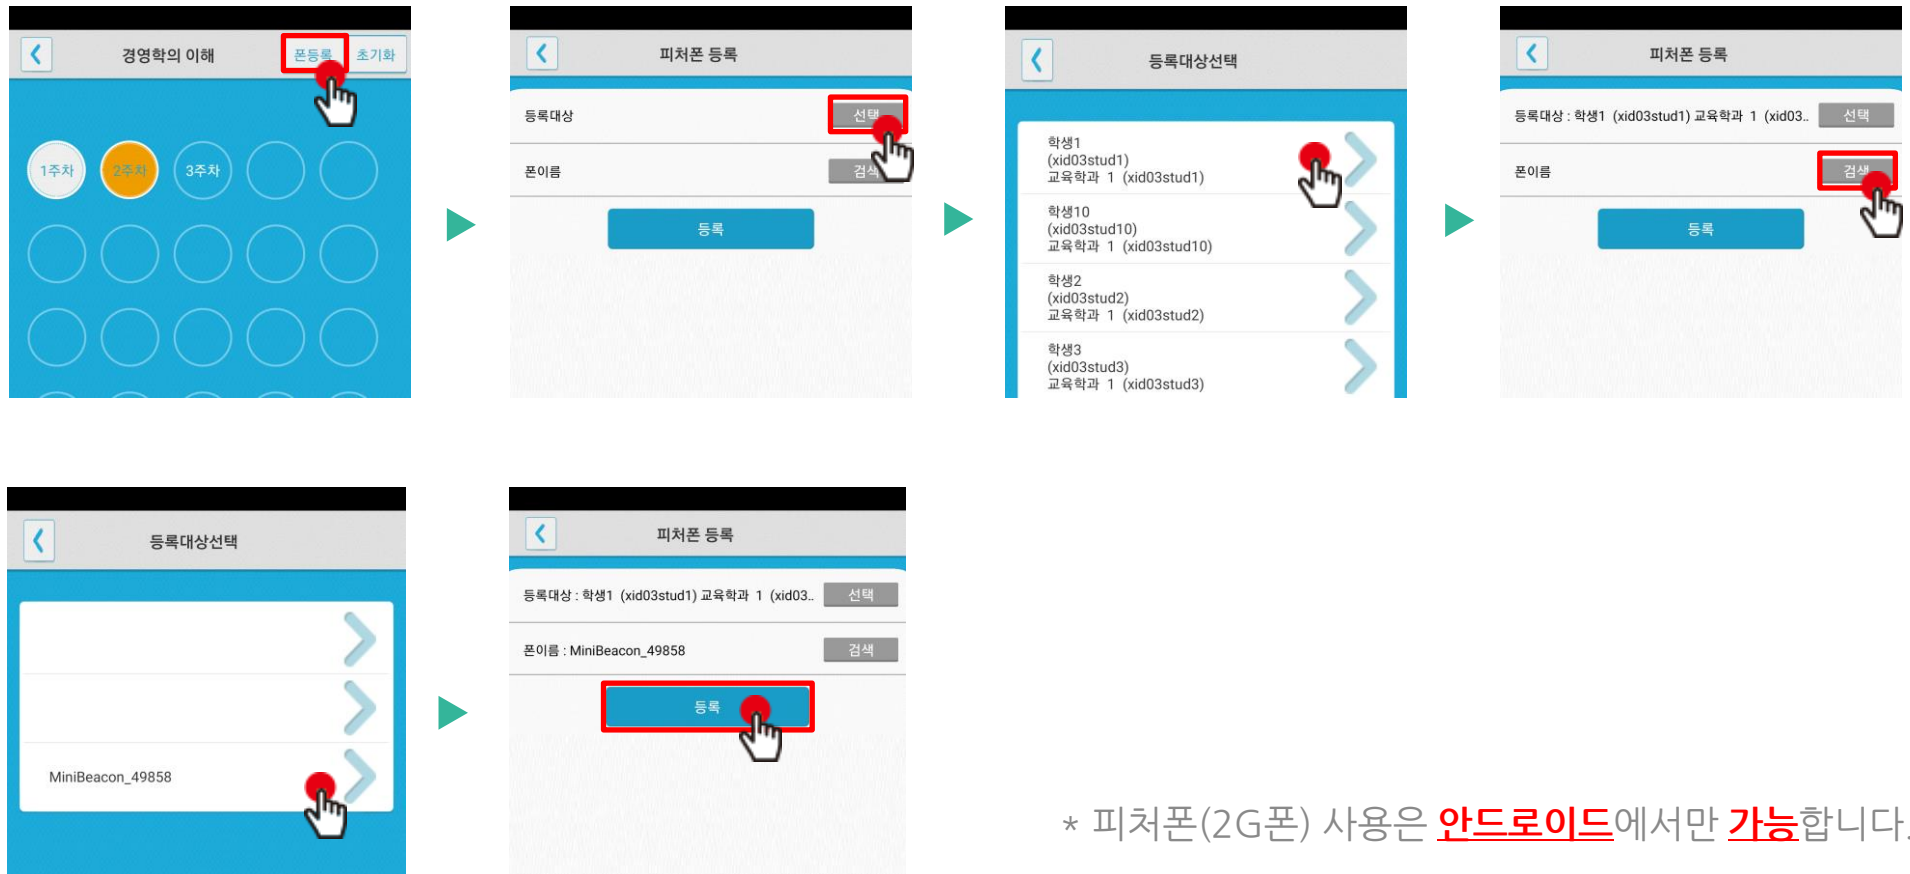 경영학의 이해
폰등록
초기화
1주차
2주차
3주차
피처폰 등록
등록대상
선택
폰이름
검색
등록
등록대상선택
학생1
(xid03stud1)
교육학과 1 (xid03stud1)
학생10
(xid03stud10)
교육학과 1 (xid03stud10)
학생2
(xid03stud2)
교육학과 1 (xid03stud2)
학생3
(xid03stud3)
교육학과 1 (xid03stud3)
피처폰 등록
등록대상 : 학생1 (xid03stud1) 교육학과 1 (xid03..
선택
폰이름
검색
등록
등록대상선택
MiniBeacon_49858
피처폰 등록
등록대상 : 학생1 (xid03stud1) 교육학과 1 (xid03..
선택
폰이름 : MiniBeacon_49858
검색
등록
* 피처폰(2G폰) 사용은 안드로이드에서만 가능합니다.